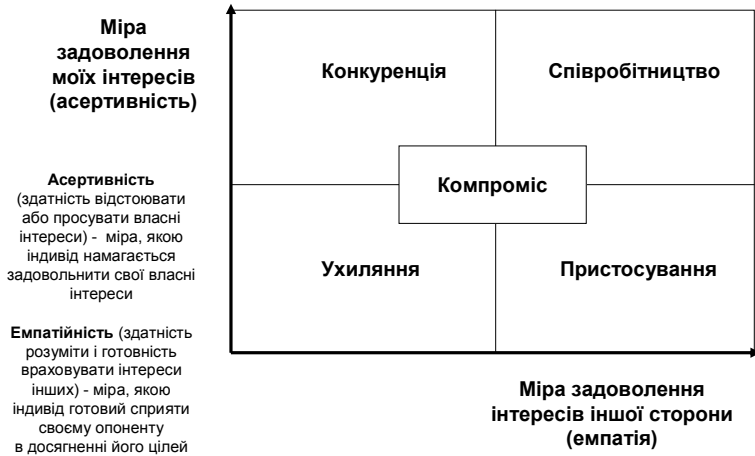 Міра
задоволення
моїх інтересів
(асертивність)
Конкуренція
Співробітництво
Компроміс
Ухиляння
Пристосування
Асертивність
(здатність відстоювати
або просувати власні
інтереси) - міра, якою
індивід намагається
задовольнити свої власні
інтереси
Емпатійність (здатність
розуміти і готовність
враховувати інтереси
інших) - міра, якою
індивід готовий сприяти
своєму опоненту
в досягненні його цілей
Міра задоволення
інтересів іншої сторони
(емпатія)